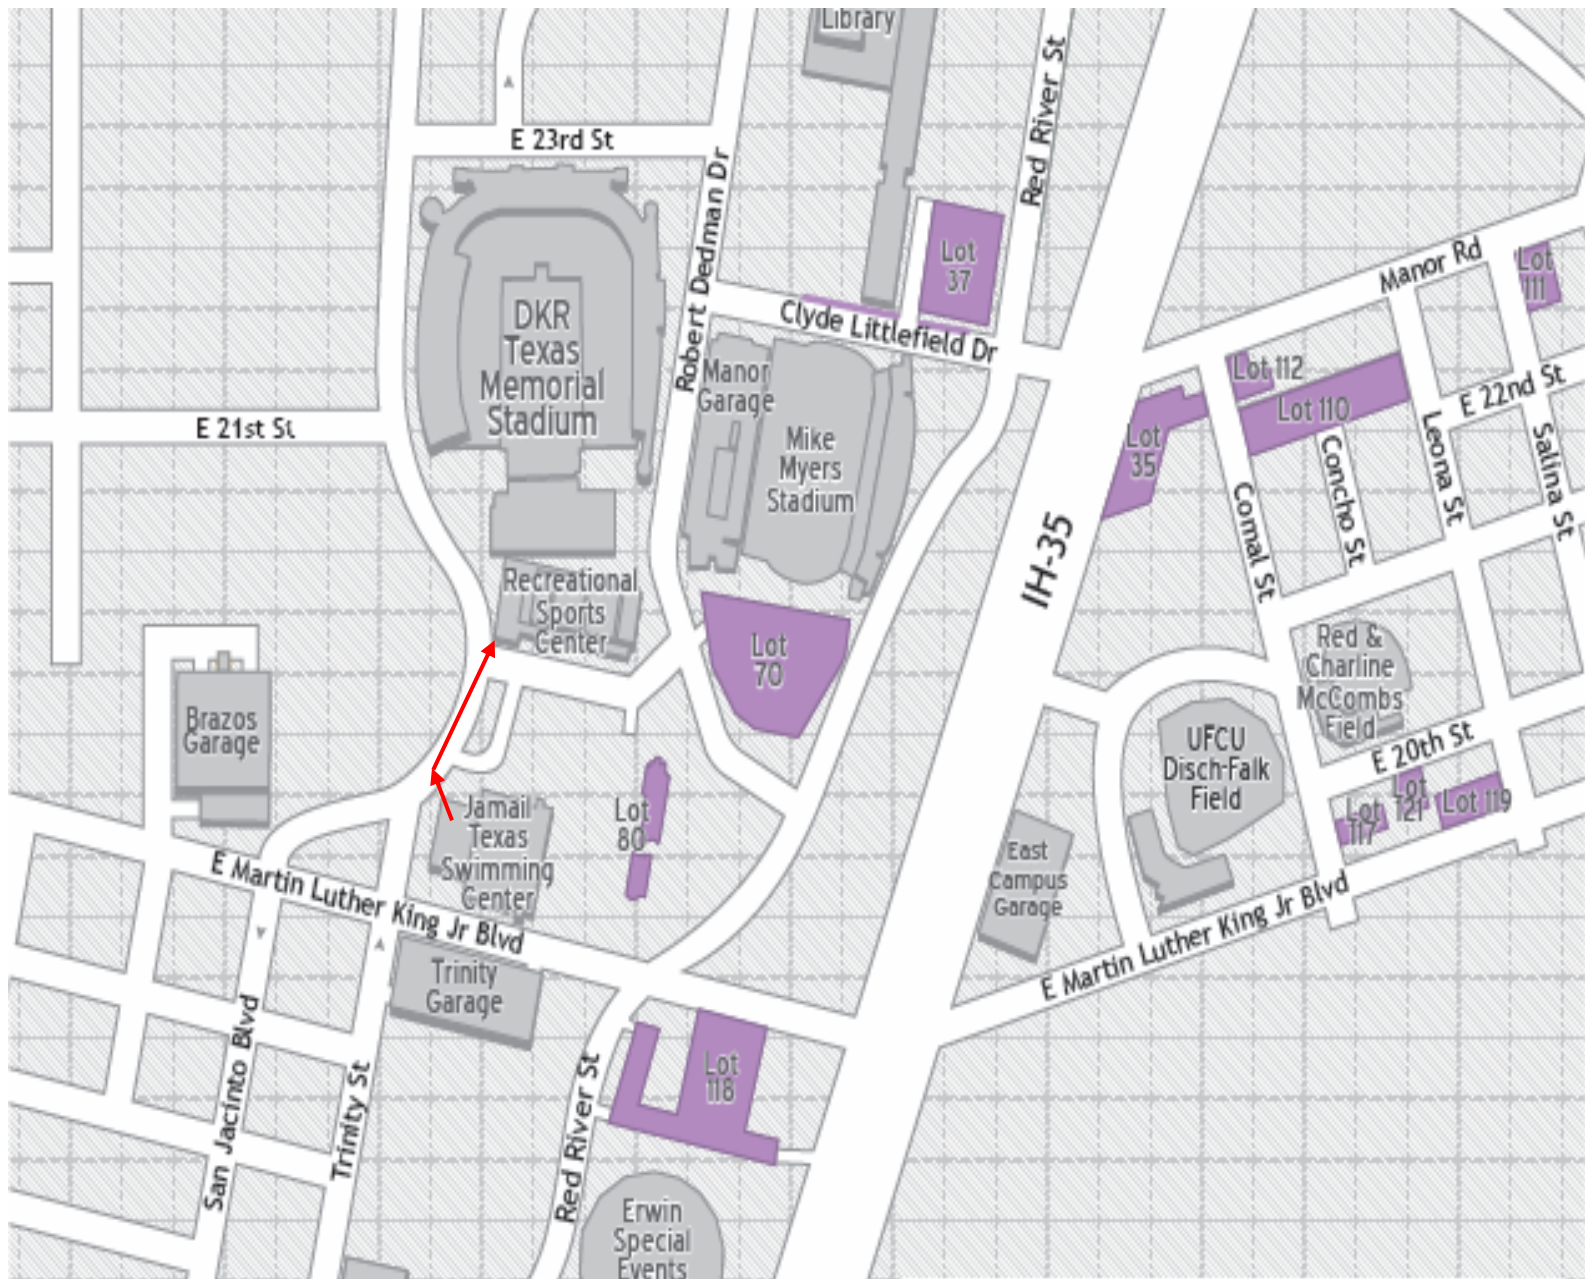 Library
Red River St
E 23rd St
Robert Dedman Dr
Lot
37
Manor Rd
Lot
111
DKR
Texas
Memorial
Stadium
Clyde Littlefield Dr
Manor
Garage
Lot 112
Lot 110
E 22nd St
E 21st St
Mike
Myers
Stadium
Lot
35
Comal St
Concho St
Leona St
Salina St
IH-35
Recreational
Sports
Center
Lot
70
Red &
Charline
McCombs
Field
Brazos
Garage
UFCU
Disch-Falk
Field
E 20th St
Lot
80
Jamail
Texas
Swimming
Center
Lot
117
Lot
121
Lot 119
East
Campus
Garage
E Martin Luther King Jr Blvd
E Martin Luther King Jr Blvd
Trinity
Garage
San Jacinto Blvd
Trinity St
Red River St
Lot
118
Erwin
Special
Events